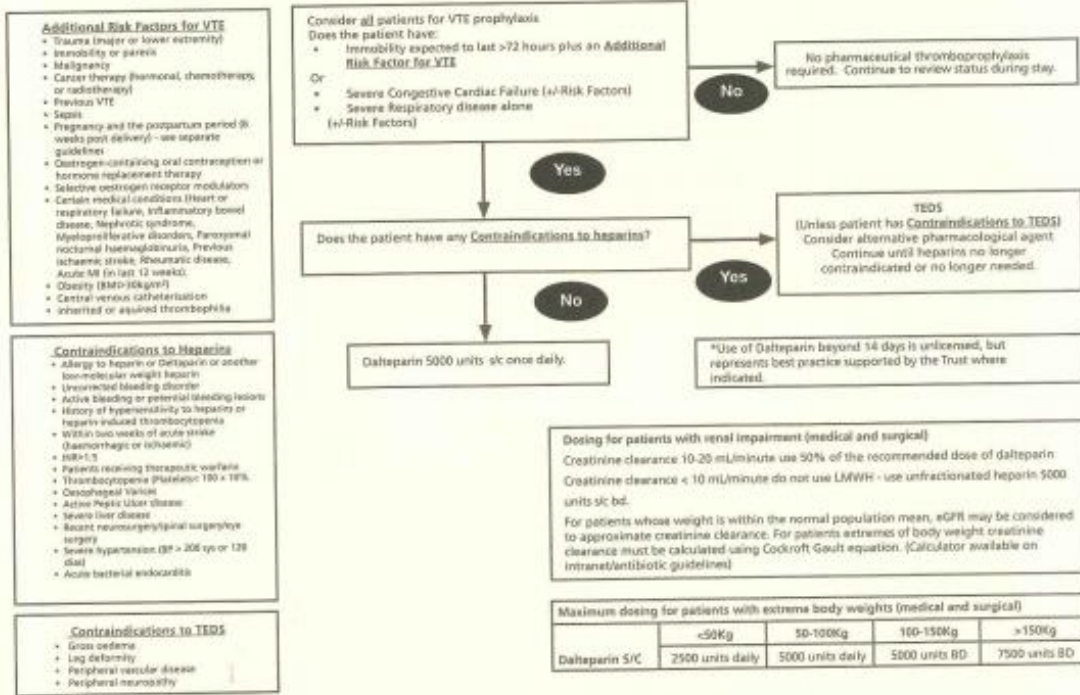 Additional Risk Factors for VTE
• Trauma (major or lower extremity)
• Immobility or paresis
• Malignancy
• Cancer therapy (hormonal, chemotherapy,
or radiotherapy)
• Previous VTE
• Sepsis
• Pregnancy and the postpartum period (6
weeks post delivery) - see separate
guidelines
• Oestrogen-containing oral contraception or
hormone replacement therapy
• Selective oestrogen receptor modulators
• Certain medical conditions (Heart or
respiratory failure, Inflammatory bowel
disease, Nephrotic syndrome,
Myeloproliferative disorders, Paroxysmal
nocturnal haemoglobinuria, Previous
ischaemic stroke, Rheumatic disease,
Acute MI (in last 12 weeks).
• Obesity (BMI>30kg/m²)
• Central venous catheterisation
• Inherited or aquired thrombophilia
Contraindications to Heparins
• Allergy to heparin or Dalteparin or another
low-molecular weight heparin
• Uncorrected bleeding disorder
• Active bleeding or potential bleeding lesions
• History of hypersensitivity to heparins or
heparin induced thrombocytopenia
• Within two weeks of acute stroke
(haemorrhagic or ischaemic)
• INR>1.5
• Patients receiving therapeutic warfarin
• Thrombocytopenia (Platelets< 100 x
• Oesophageal Varices
• Active Peptic Ulcer disease
• Severe liver disease
• Recent neurosurgery/spinal surgery/eye
surgery
• Severe hypertension (BP > 200 sys or 120
dias)
• Acute bacterial endocarditis
Contraindications to TEDS
• Gross oedema
• Leg deformity
• Peripheral vascular disease
• Peripheral neuropathy
Consider all patients for VTE prophylaxis
Does the patient have:
• Immobility expected to last >72 hours plus an Additional
Risk Factor for VTE
Or
• Severe Congestive Cardiac Failure (+/-Risk Factors)
• Severe Respiratory disease alone
(+/-Risk Factors)
No
No pharmaceutical thromboprophylaxis
required. Continue to review status during stay.
Yes
Does the patient have any Contraindications to heparins?
Yes
TEDS
(Unless patient has Contraindications to TEDS)
Consider alternative pharmacological agent
Continue until heparins no longer
contraindicated or no longer needed.
No
Dalteparin 5000 units s/c once daily.
*Use of Dalteparin beyond 14 days is unlicensed, but
represents best practice supported by the Trust where
indicated.
Dosing for patients with renal impairment (medical and surgical)
Creatinine clearance 10-20 mL/minute use 50% of the recommended dose of dalteparin
Creatinine clearance < 10 mL/minute do not use LMWH - use unfractionated heparin 5000
units s/c bd.
For patients whose weight is within the normal population mean, eGFR may be considered
to approximate creatinine clearance. For patients extremes of body weight creatinine
clearance must be calculated using Cockroft Gault equation. (Calculator available on
intranet/antibiotic guidelines)
Maximum dosing for patients with extreme body weights (medical and surgical)
<50Kg 50-100Kg 100-150Kg >150Kg
Dalteparin S/C 2500 units daily 5000 units daily 5000 units BD 7500 units BD